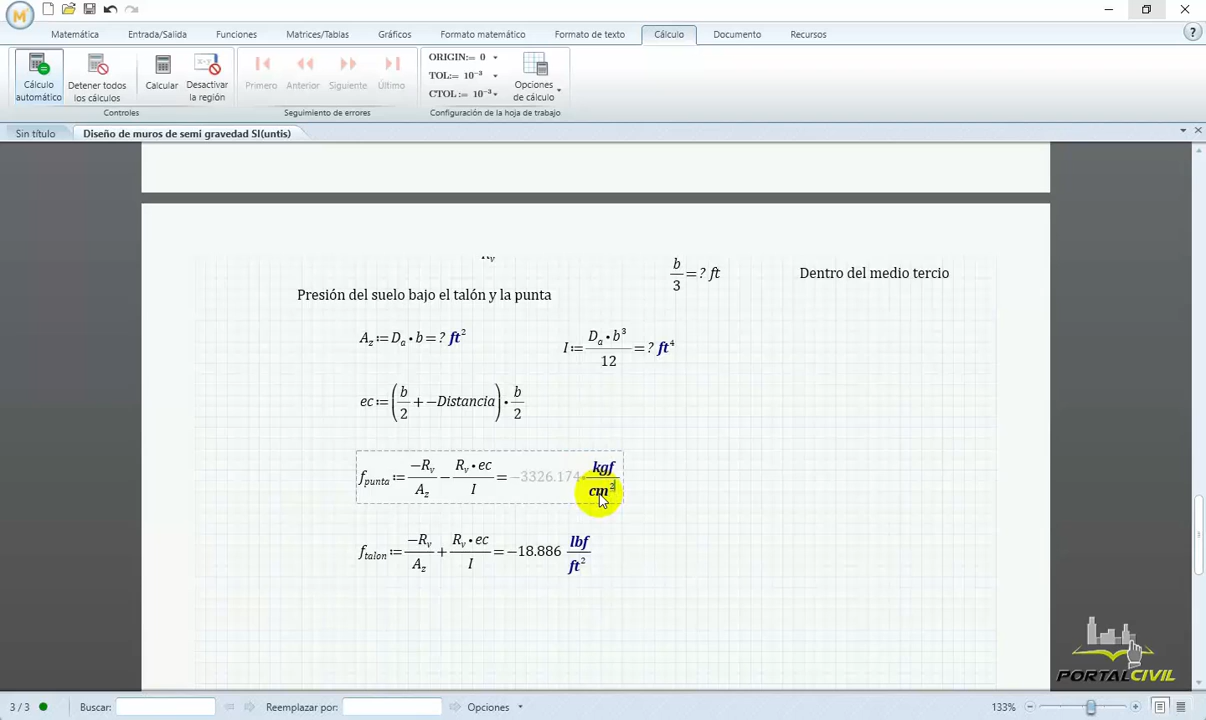 Matemática Entrada/Salida Funciones Matrices/Tablas Gráficos Formato matemático Formato de texto Cálculo Documento Recursos
Cálculo automático
Detener todos los cálculos
Calcular
Desactivar la región
Controles
Primero Anterior Siguiente Último
Seguimiento de errores
ORIGIN:= 0
TOL:= 10⁻³
CTOL:= 10⁻³
Opciones de cálculo
Configuración de la hoja de trabajo
Sin título Diseño de muros de semi gravedad SI(untis)
b/3 = ? ft Dentro del medio tercio
Presión del suelo bajo el talón y la punta
A_z := D_a • b = ? ft² I := D_a • b³/12 = ? ft⁴
ec := (b/2 + −Distancia) • b/2
f_punta := −R_v/A_z − R_v • ec/I = −3326.174 kgf/cm²
f_talon := −R_v/A_z + R_v • ec/I = −18.886 lbf/ft²
PORTALCIVIL
3 / 3 Buscar: Reemplazar por: Opciones 133%